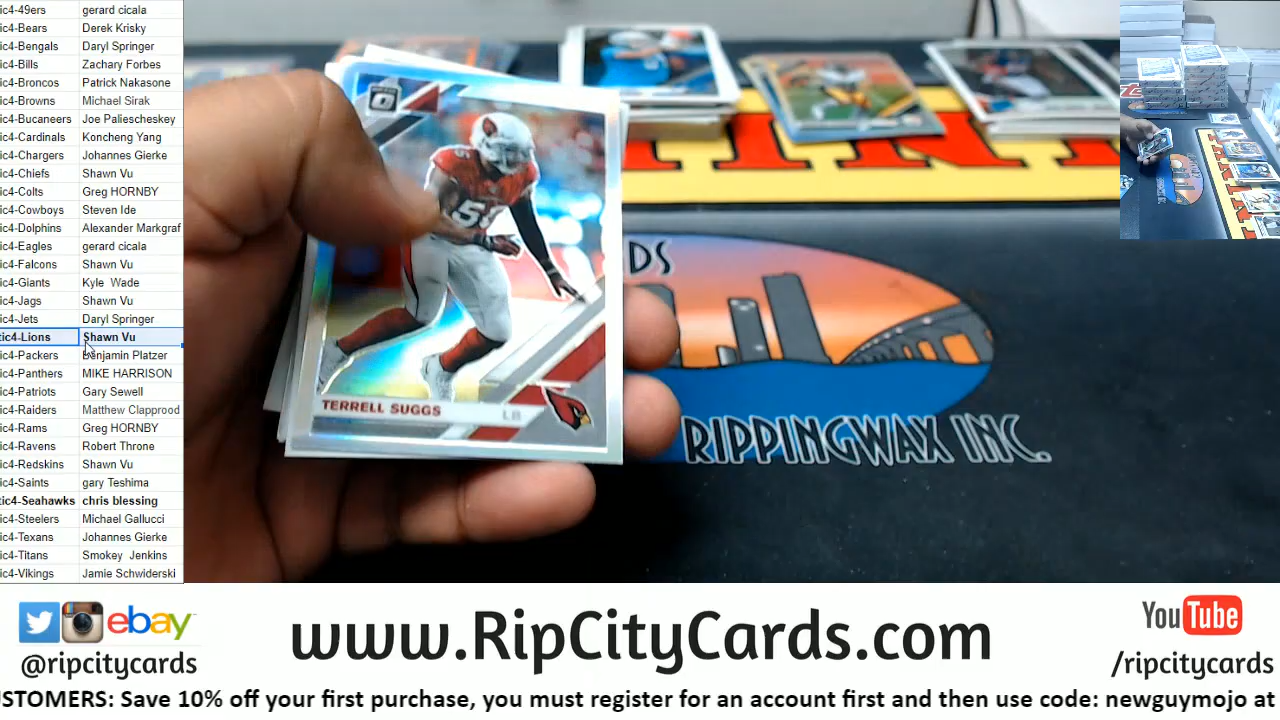 ic4-49ers gerard cicala
ic4-Bears Derek Krisky
ic4-Bengals Daryl Springer
ic4-Bills Zachary Forbes
ic4-Broncos Patrick Nakasone
ic4-Browns Michael Sirak
ic4-Bucaneers Joe Paliescheskey
ic4-Cardinals Koncheng Yang
ic4-Chargers Johannes Gierke
ic4-Chiefs Shawn Vu
ic4-Colts Greg HORNBY
ic4-Cowboys Steven Ide
ic4-Dolphins Alexander Markgraf
ic4-Eagles gerard cicala
ic4-Falcons Shawn Vu
ic4-Giants Kyle Wade
ic4-Jags Shawn Vu
ic4-Jets Daryl Springer
tic4-Lions Shawn Vu
ic4-Packers Benjamin Platzer
ic4-Panthers MIKE HARRISON
ic4-Patriots Gary Sewell
ic4-Raiders Matthew Clapprood
ic4-Rams Greg HORNBY
ic4-Ravens Robert Throne
ic4-Redskins Shawn Vu
ic4-Saints gary Teshima
tic4-Seahawks chris blessing
ic4-Steelers Michael Gallucci
ic4-Texans Johannes Gierke
ic4-Titans Smokey Jenkins
ic4-Vikings Jamie Schwiderski
TERRELL SUGGS LB
DS
RIPPINGWAX INC.
ebay
@ripcitycards
www.RipCityCards.com
YouTube
/ripcitycards
USTOMERS: Save 10% off your first purchase, you must register for an account first and then use code: newguymojo at